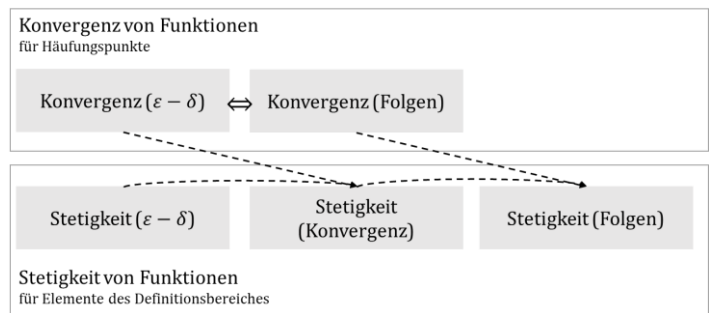 Konvergenz von Funktionen
für Häufungspunkte
Konvergenz (ε − δ) ⇔ Konvergenz (Folgen)
Stetigkeit (ε − δ)
Stetigkeit
(Konvergenz)
Stetigkeit (Folgen)
Stetigkeit von Funktionen
für Elemente des Definitionsbereiches